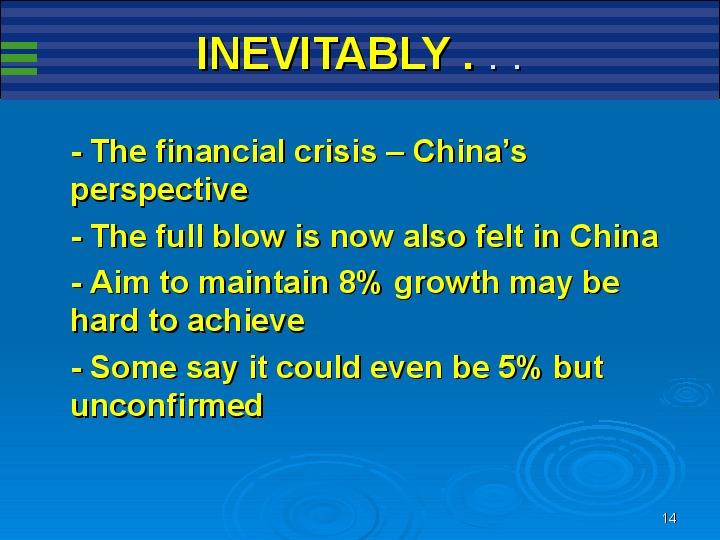 INEVITABLY . . .
- The financial crisis – China’s
perspective
- The full blow is now also felt in China
- Aim to maintain 8% growth may be
hard to achieve
- Some say it could even be 5% but
unconfirmed
14